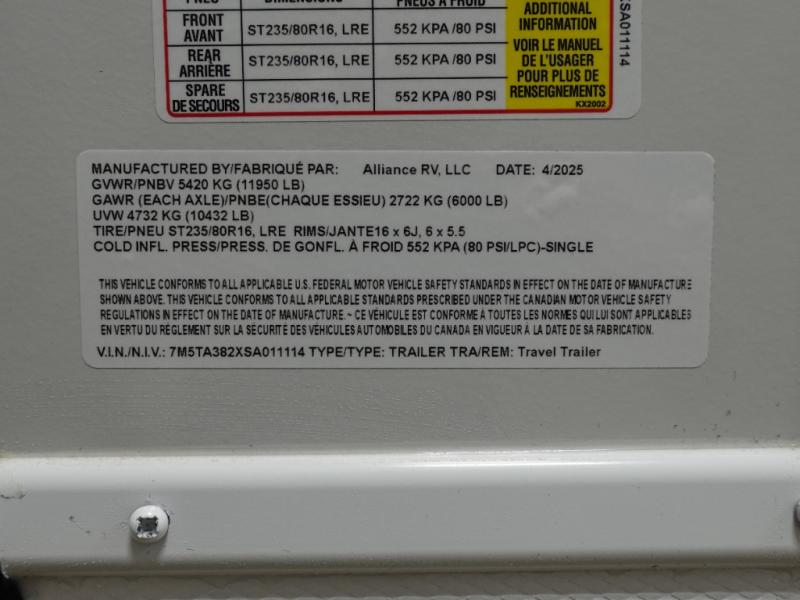 DIMENSIONS
PNEUS À FROID
ADDITIONAL
INFORMATION
FRONT
AVANT
ST235/80R16, LRE
552 KPA /80 PSI
REAR
ARRIÈRE
ST235/80R16, LRE
552 KPA /80 PSI
SPARE
DE SECOURS
ST235/80R16, LRE
552 KPA /80 PSI
VOIR LE MANUEL
DE L'USAGER
POUR PLUS DE
RENSEIGNEMENTS
KX2002
XSA011114
MANUFACTURED BY/FABRIQUÉ PAR: Alliance RV, LLC DATE: 4/2025
GVWR/PNBV 5420 KG (11950 LB)
GAWR (EACH AXLE)/PNBE(CHAQUE ESSIEU) 2722 KG (6000 LB)
UVW 4732 KG (10432 LB)
TIRE/PNEU ST235/80R16, LRE RIMS/JANTE16 x 6J, 6 x 5.5
COLD INFL. PRESS/PRESS. DE GONFL. À FROID 552 KPA (80 PSI/LPC)-SINGLE
THIS VEHICLE CONFORMS TO ALL APPLICABLE U.S. FEDERAL MOTOR VEHICLE SAFETY STANDARDS IN EFFECT ON THE DATE OF MANUFACTURE
SHOWN ABOVE. THIS VEHICLE CONFORMS TO ALL APPLICABLE STANDARDS PRESCRIBED UNDER THE CANADIAN MOTOR VEHICLE SAFETY
REGULATIONS IN EFFECT ON THE DATE OF MANUFACTURE. ~ CE VÉHICULE EST CONFORME À TOUTES LES NORMES QUI LUI SONT APPLICABLES
EN VERTU DU RÈGLEMENT SUR LA SÉCURITÉ DES VÉHICULES AUTOMOBILES DU CANADA EN VIGUEUR À LA DATE DE SA FABRICATION.
V.I.N./N.I.V.: 7M5TA382XSA011114 TYPE/TYPE: TRAILER TRA/REM: Travel Trailer